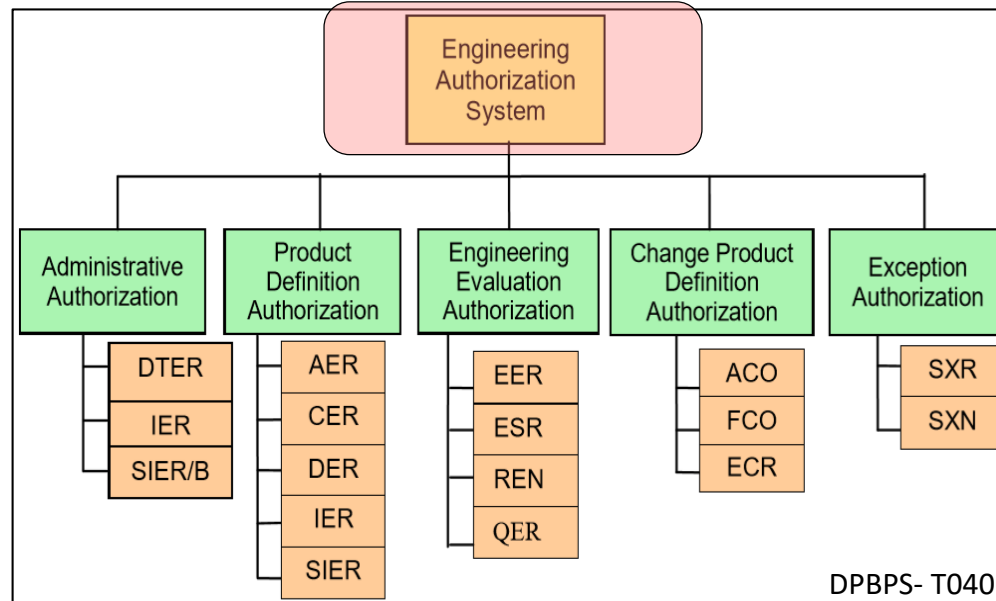 Engineering
Authorization
System
Administrative
Authorization
Product
Definition
Authorization
Engineering
Evaluation
Authorization
Change Product
Definition
Authorization
Exception
Authorization
DTER
IER
SIER/B
AER
CER
DER
IER
SIER
EER
ESR
REN
QER
ACO
FCO
ECR
SXR
SXN
DPBPS- T040